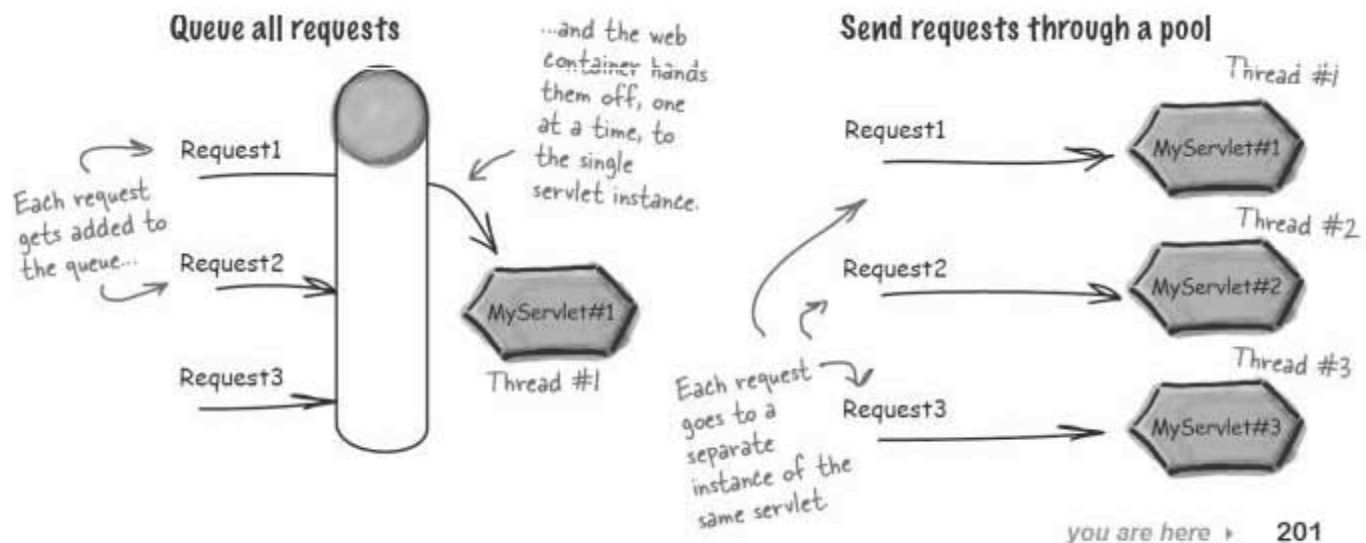 Queue all requests
Each request
gets added to
the queue...
Request1
Request2
Request3
...and the web
container hands
them off, one
at a time, to
the single
servlet instance.
MyServlet#1
Thread #1
Send requests through a pool
Request1
Thread #1
MyServlet#1
Request2
Thread #2
MyServlet#2
Request3
Thread #3
MyServlet#3
Each request
goes to a
separate
instance of the
same servlet
you are here ▸ 201